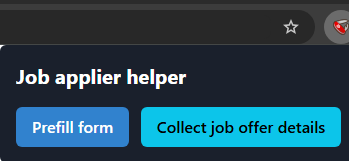 Job applier helper
Prefill form
Collect job offer details